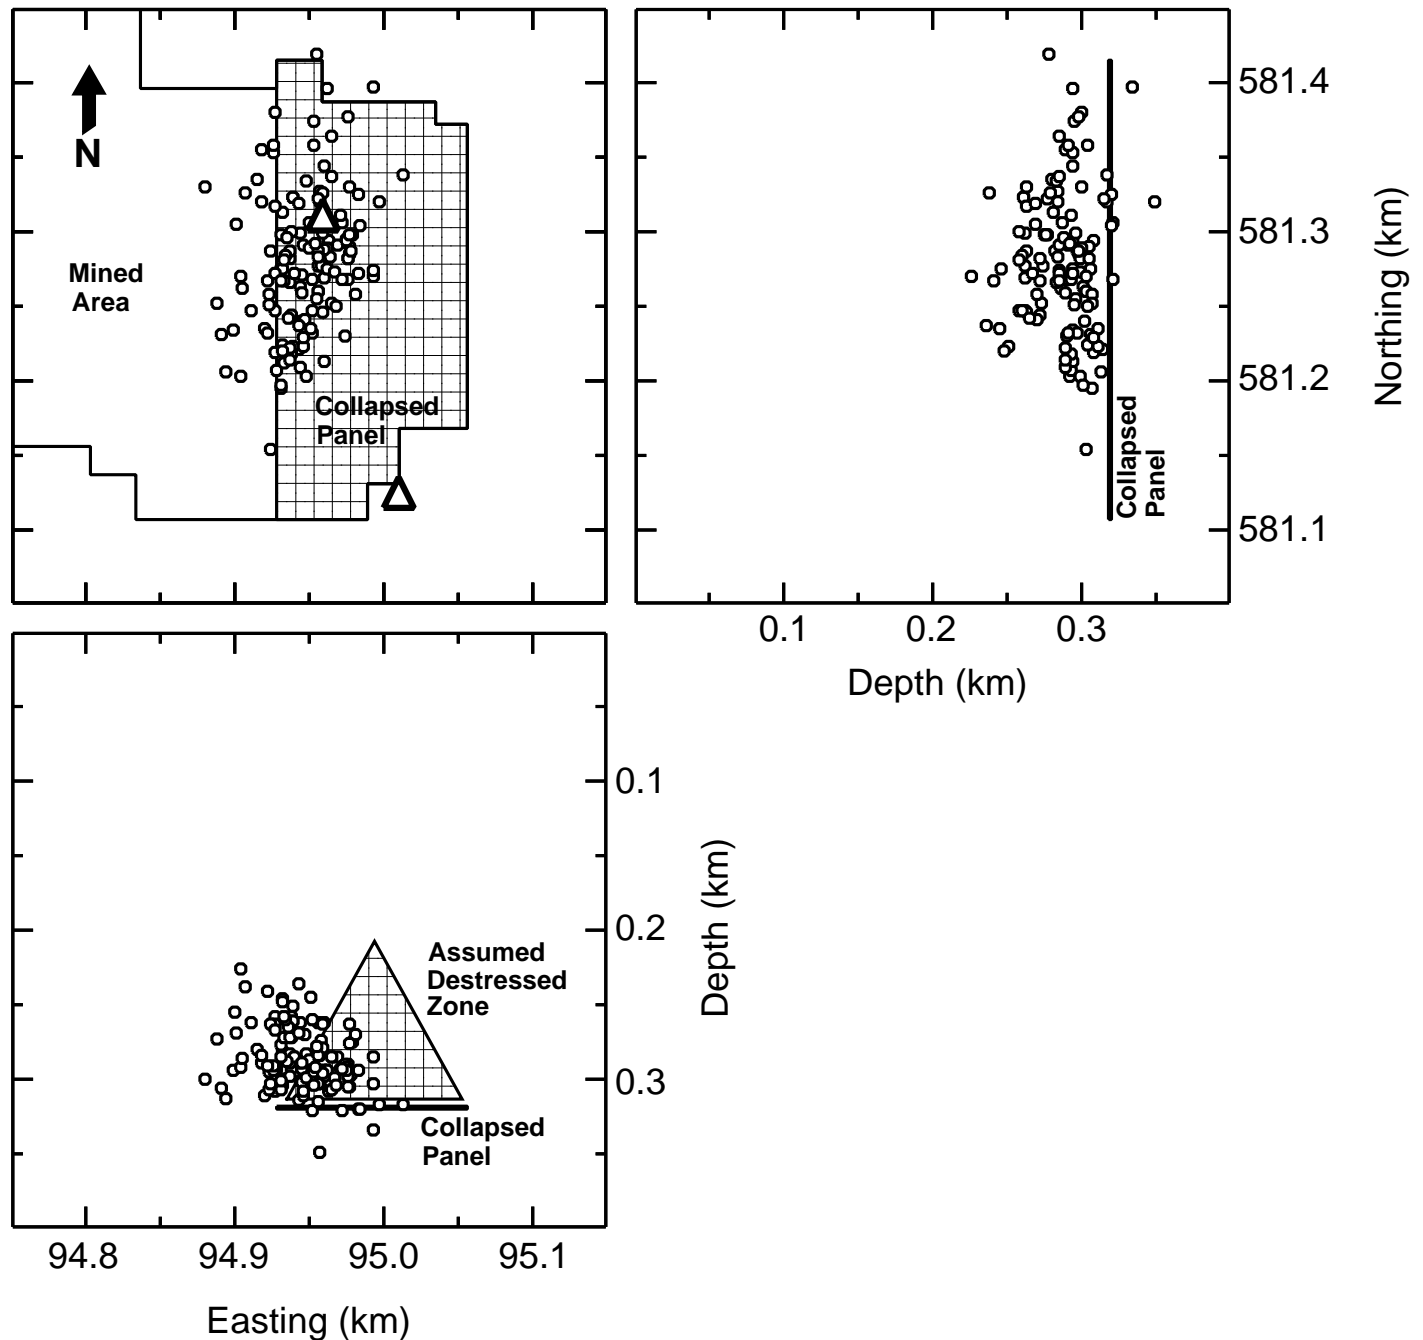 N
Mined
Area
Collapsed
Panel
581.4
581.3
581.2
581.1
Northing (km)
Collapsed
Panel
0.1
0.2
0.3
Depth (km)
0.1
0.2
0.3
Depth (km)
Assumed
Destressed
Zone
Collapsed
Panel
94.8
94.9
95.0
95.1
Easting (km)